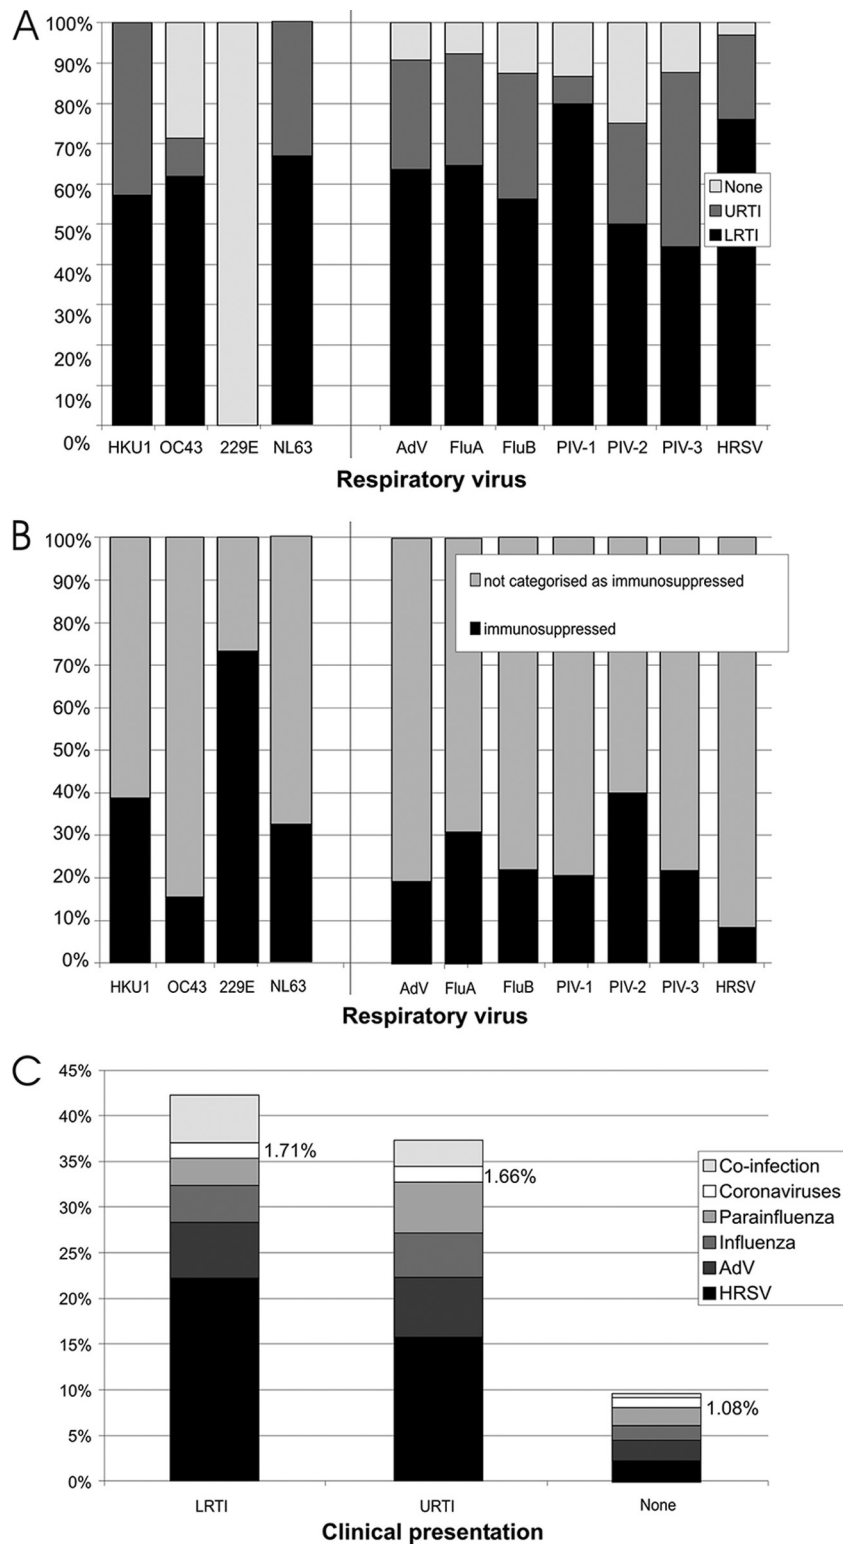 A
100%
90%
80%
70%
60%
50%
40%
30%
20%
10%
0%
None
URTI
LRTI
HKU1 OC43 229E NL63 AdV FluA FluB PIV-1 PIV-2 PIV-3 HRSV
Respiratory virus
B
100%
90%
80%
70%
60%
50%
40%
30%
20%
10%
0%
not categorised as immunosuppressed
immunosuppressed
HKU1 OC43 229E NL63 AdV FluA FluB PIV-1 PIV-2 PIV-3 HRSV
Respiratory virus
C
45%
40%
35%
30%
25%
20%
15%
10%
5%
0%
1.71%
1.66%
1.08%
Co-infection
Coronaviruses
Parainfluenza
Influenza
AdV
HRSV
LRTI URTI None
Clinical presentation